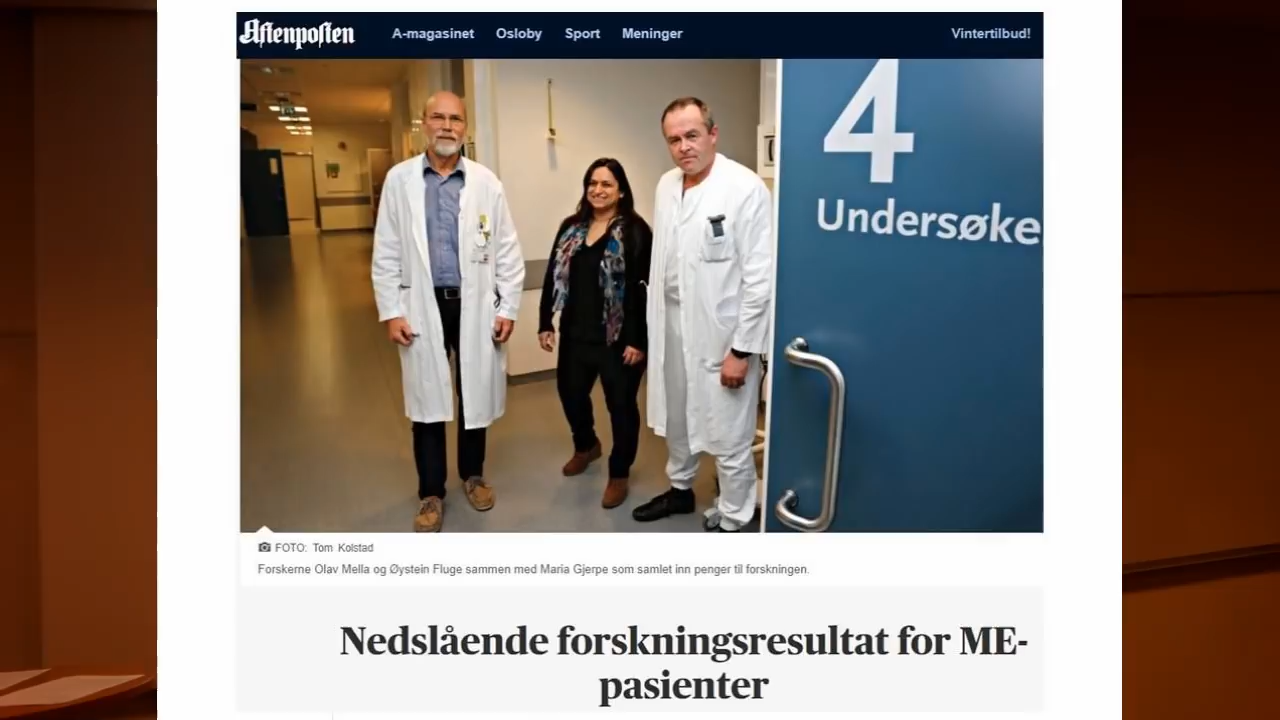 Aftenposten A-magasinet Osloby Sport Meninger Vintertilbud!
4
Undersøke
FOTO: Tom Kolstad
Forskerne Olav Mella og Øystein Fluge sammen med Maria Gjerpe som samlet inn penger til forskningen.
Nedslående forskningsresultat for ME-
pasienter